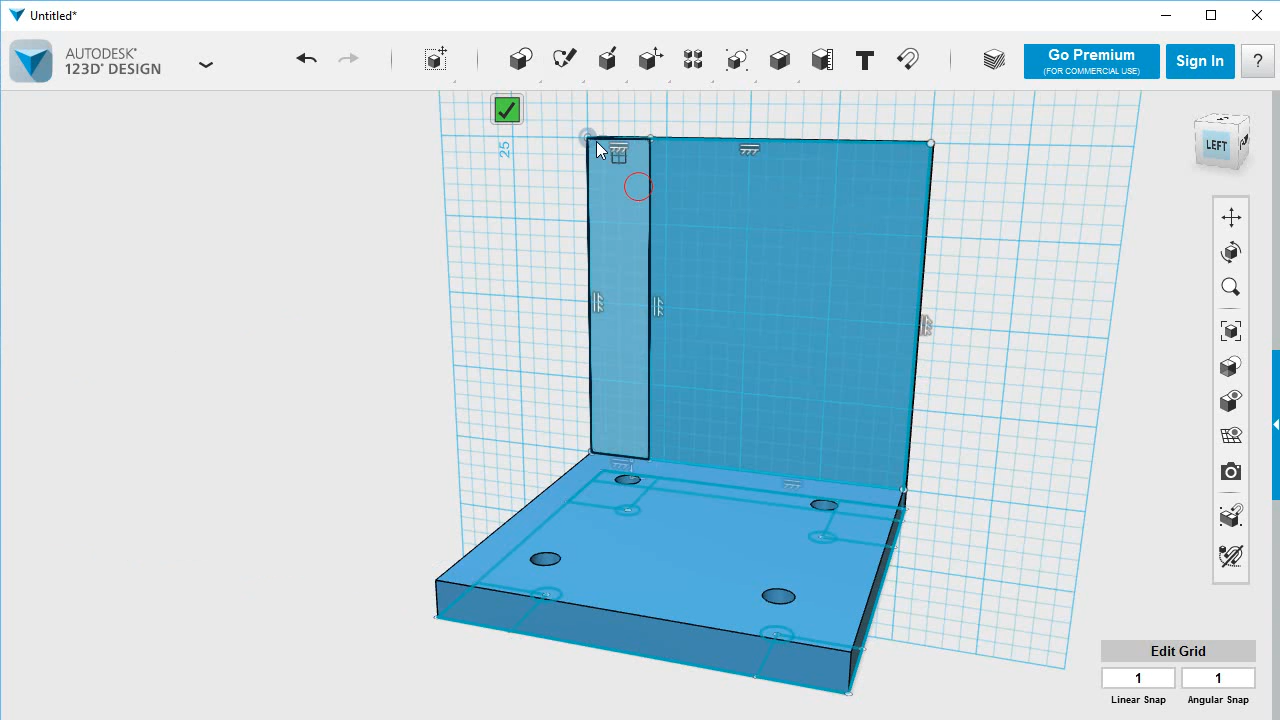 Untitled*
AUTODESK®
123D® DESIGN
Go Premium
(FOR COMMERCIAL USE)
Sign In
?
25
LEFT
Edit Grid
1
1
Linear Snap
Angular Snap